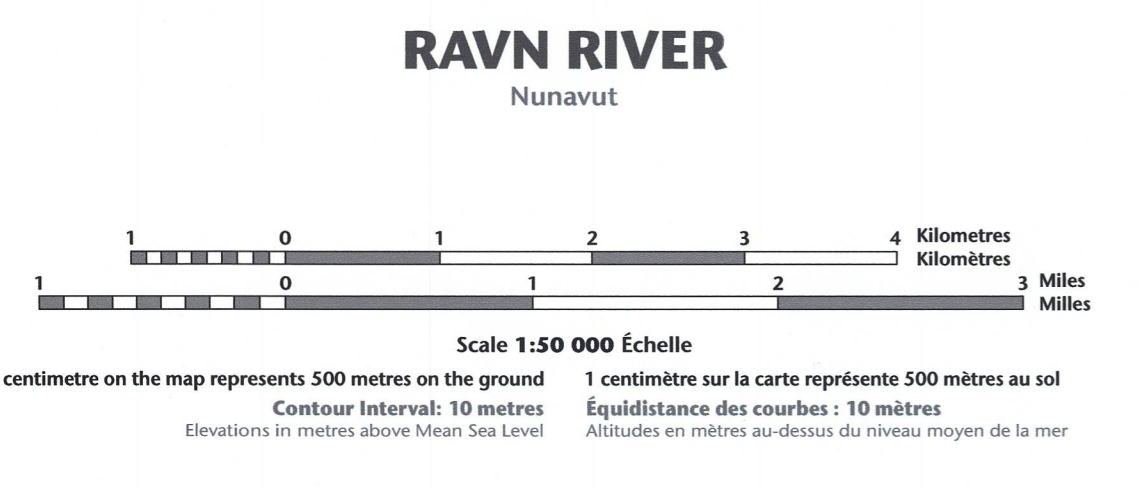 RAVN RIVER
Nunavut
1 0 1 2 3 4 Kilometres
Kilomètres
1 0 1 2 3 Miles
Milles
Scale 1:50 000 Échelle
centimetre on the map represents 500 metres on the ground
1 centimètre sur la carte représente 500 mètres au sol
Contour Interval: 10 metres
Équidistance des courbes : 10 mètres
Elevations in metres above Mean Sea Level
Altitudes en mètres au-dessus du niveau moyen de la mer